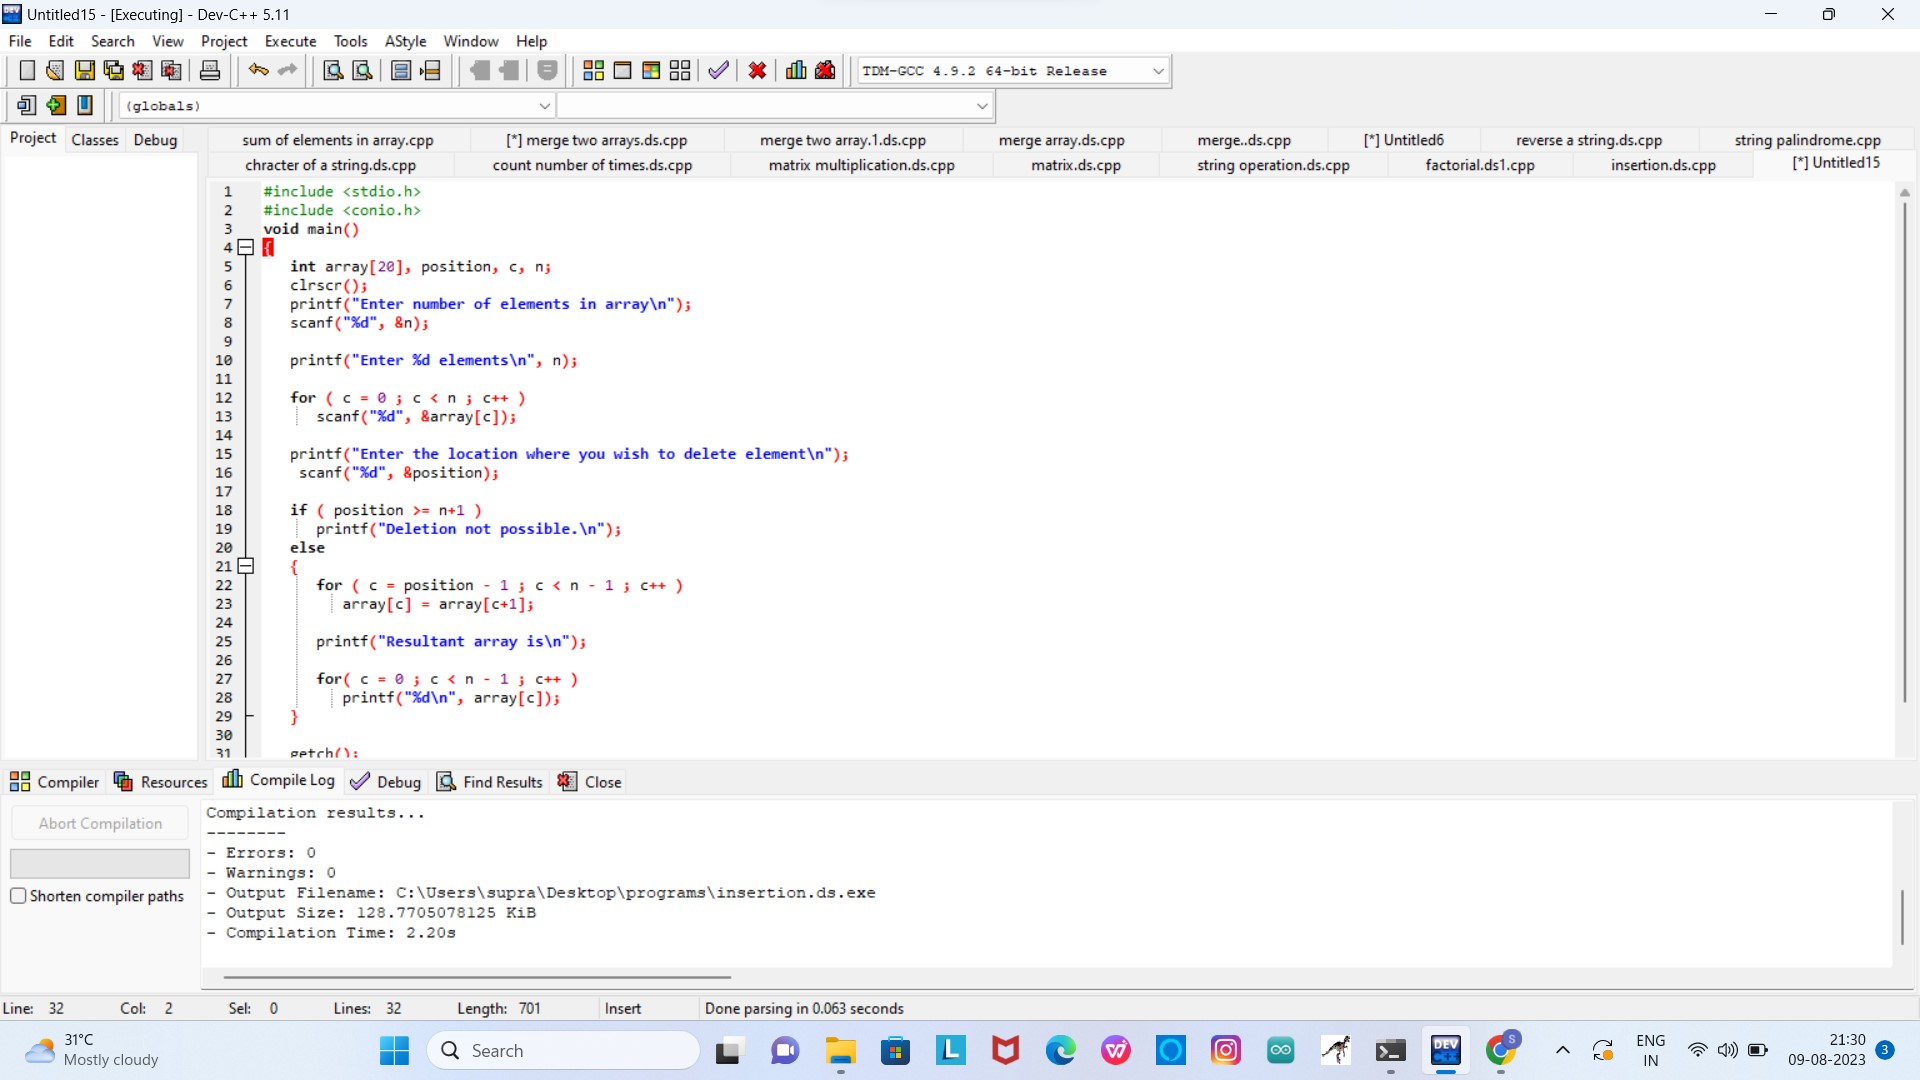 Untitled15 - [Executing] - Dev-C++ 5.11
File Edit Search View Project Execute Tools AStyle Window Help
TDM-GCC 4.9.2 64-bit Release
(globals)
Project Classes Debug
sum of elements in array.cpp [*] merge two arrays.ds.cpp merge two array.1.ds.cpp merge array.ds.cpp merge..ds.cpp [*] Untitled6 reverse a string.ds.cpp string palindrome.cpp
chracter of a string.ds.cpp count number of times.ds.cpp matrix multiplication.ds.cpp matrix.ds.cpp string operation.ds.cpp factorial.ds1.cpp insertion.ds.cpp [*] Untitled15
1 #include <stdio.h>
2 #include <conio.h>
3 void main()
4 {
5 int array[20], position, c, n;
6 clrscr();
7 printf("Enter number of elements in array\n");
8 scanf("%d", &n);
9
10 printf("Enter %d elements\n", n);
11
12 for ( c = 0 ; c < n ; c++ )
13 scanf("%d", &array[c]);
14
15 printf("Enter the location where you wish to delete element\n");
16 scanf("%d", &position);
17
18 if ( position >= n+1 )
19 printf("Deletion not possible.\n");
20 else
21 {
22 for ( c = position - 1 ; c < n - 1 ; c++ )
23 array[c] = array[c+1];
24
25 printf("Resultant array is\n");
26
27 for( c = 0 ; c < n - 1 ; c++ )
28 printf("%d\n", array[c]);
29 }
30
31 getch();
Compiler Resources Compile Log Debug Find Results Close
Abort Compilation
Shorten compiler paths
Compilation results...
--------
- Errors: 0
- Warnings: 0
- Output Filename: C:\Users\supra\Desktop\programs\insertion.ds.exe
- Output Size: 128.7705078125 KiB
- Compilation Time: 2.20s
Line: 32 Col: 2 Sel: 0 Lines: 32 Length: 701 Insert Done parsing in 0.063 seconds
31°C
Mostly cloudy
Search
L
DEV
S
ENG
IN
21:30
09-08-2023
3